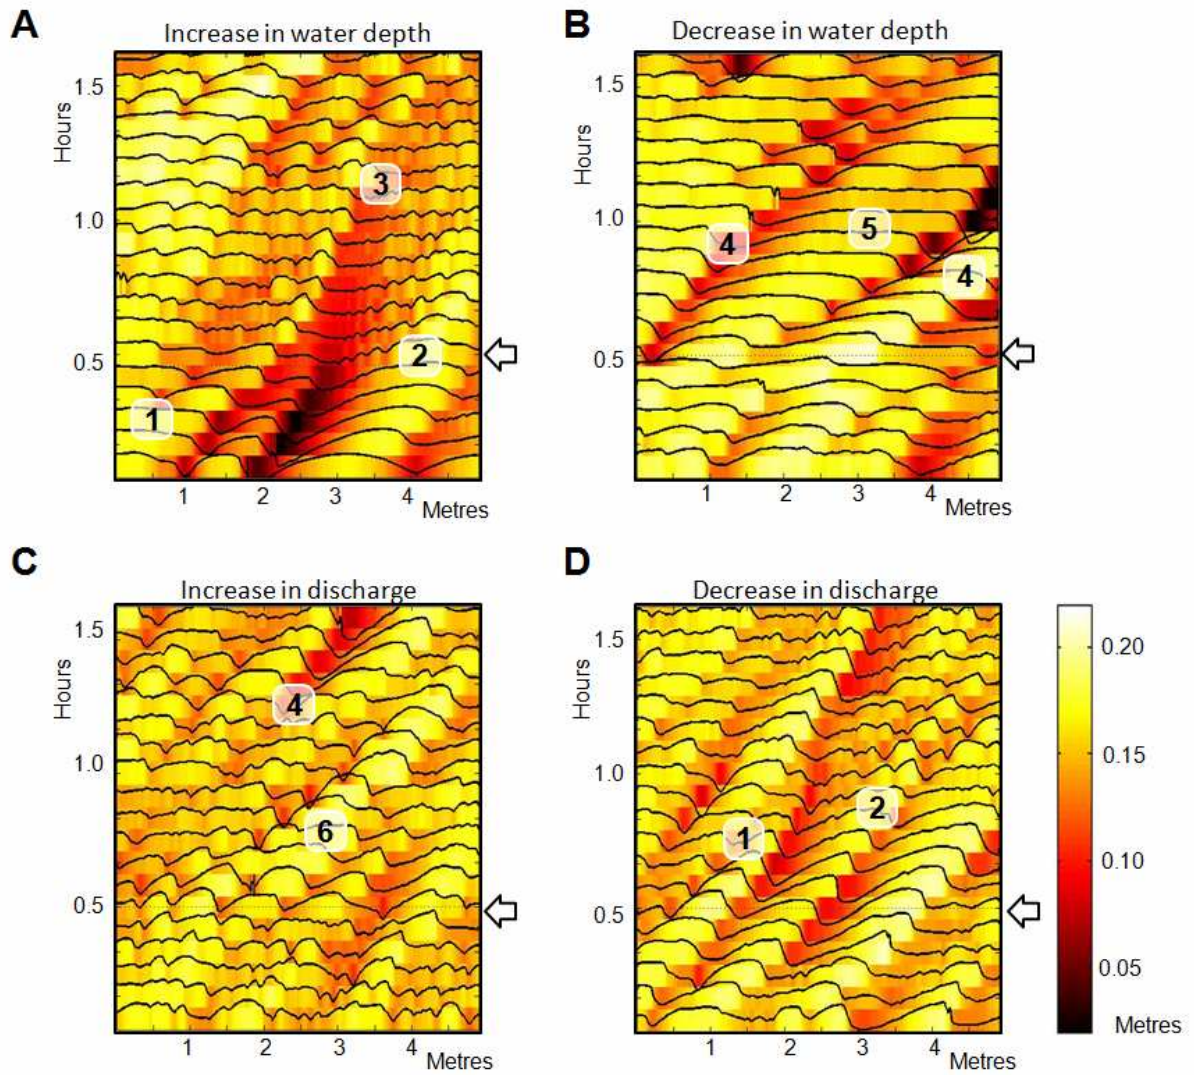 A
Increase in water depth
B
Decrease in water depth
1.5
1.0
0.5
Hours
3
2
1
1 2 3 4
Metres
1.5
1.0
0.5
Hours
4
5
4
1 2 3 4
Metres
C
Increase in discharge
D
Decrease in discharge
1.5
1.0
0.5
Hours
4
6
1 2 3 4
Metres
1.5
1.0
0.5
Hours
2
1
1 2 3 4
Metres
0.20
0.15
0.10
0.05
Metres